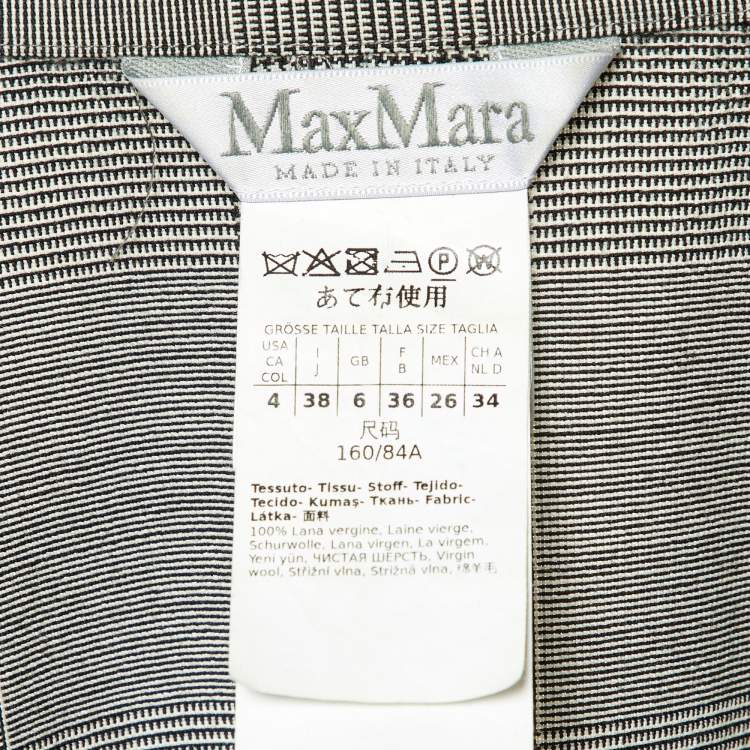 MaxMara
MADE IN ITALY
P W
あて布使用
GRÖSSE TAILLE TALLA SIZE TAGLIA
USA CA COL I J GB F B MEX CH A NL D
4 38 6 36 26 34
尺码
160/84A
Tessuto- Tissu- Stoff- Tejido-
Tecido- Kumaş- Ткань- Fabric-
Látka- 面料
100% Lana vergine, Laine vierge,
Schurwolle, Lana virgen, La virgem,
Yeni yün, ЧИСТАЯ ШЕРСТЬ, Virgin
wool, Střižní vlna, Strižná vlna, 绵羊毛